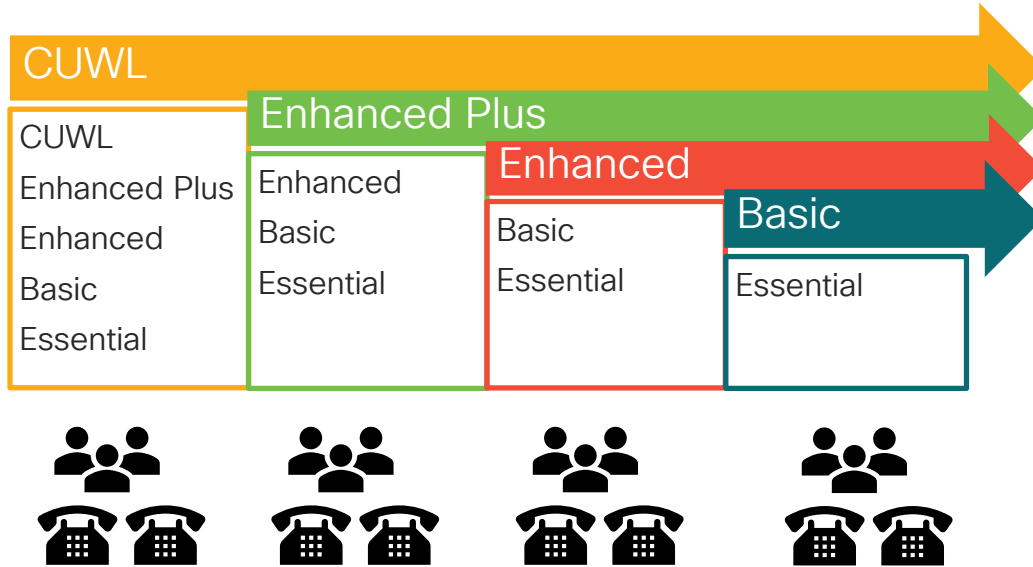 CUWL
CUWL
Enhanced Plus
Enhanced
Basic
Essential
Enhanced Plus
Enhanced
Basic
Essential
Enhanced
Basic
Essential
Basic
Essential